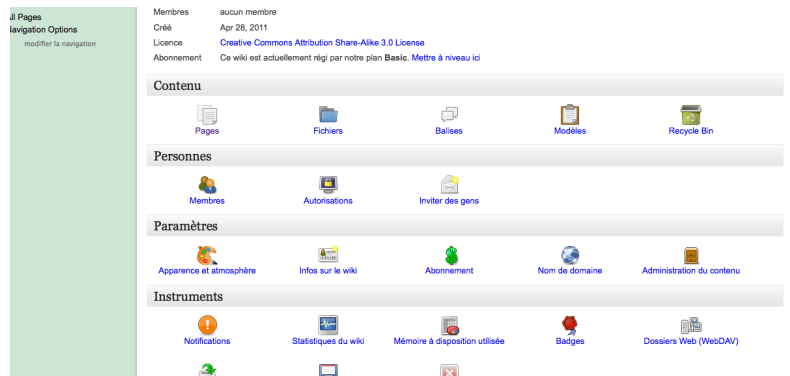 All Pages
Navigation Options
modifier la navigation
Membres aucun membre
Créé Apr 28, 2011
Licence Creative Commons Attribution Share-Alike 3.0 License
Abonnement Ce wiki est actuellement régi par notre plan Basic. Mettre à niveau ici
Contenu
Pages Fichiers Balises Modèles Recycle Bin
Personnes
Membres Autorisations Inviter des gens
Paramètres
Apparence et atmosphère Infos sur le wiki Abonnement Nom de domaine Administration du contenu
Instruments
Notifications Statistiques du wiki Mémoire à disposition utilisée Badges Dossiers Web (WebDAV)